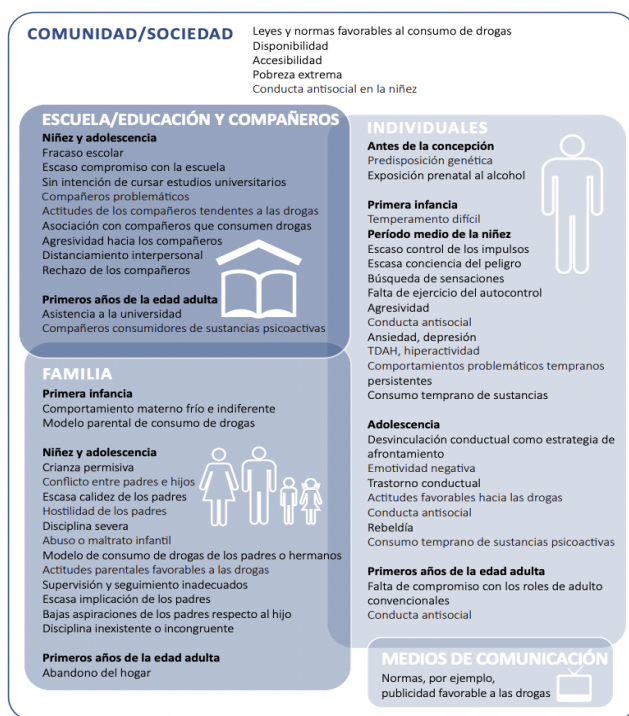 COMUNIDAD/SOCIEDAD
Leyes y normas favorables al consumo de drogas
Disponibilidad
Accesibilidad
Pobreza extrema
Conducta antisocial en la niñez
ESCUELA/EDUCACIÓN Y COMPAÑEROS
Niñez y adolescencia
Fracaso escolar
Escaso compromiso con la escuela
Sin intención de cursar estudios universitarios
Compañeros problemáticos
Actitudes de los compañeros tendentes a las drogas
Asociación con compañeros que consumen drogas
Agresividad hacia los compañeros
Distanciamiento interpersonal
Rechazo de los compañeros
Primeros años de la edad adulta
Asistencia a la universidad
Compañeros consumidores de sustancias psicoactivas
INDIVIDUALES
Antes de la concepción
Predisposición genética
Exposición prenatal al alcohol
Primera infancia
Temperamento difícil
Período medio de la niñez
Escaso control de los impulsos
Escasa conciencia del peligro
Búsqueda de sensaciones
Falta de ejercicio del autocontrol
Agresividad
Conducta antisocial
Ansiedad, depresión
TDAH, hiperactividad
Comportamientos problemáticos tempranos
persistentes
Consumo temprano de sustancias
Adolescencia
Desvinculación conductual como estrategia de
afrontamiento
Emotividad negativa
Trastorno conductual
Actitudes favorables hacia las drogas
Conducta antisocial
Rebeldía
Consumo temprano de sustancias psicoactivas
Primeros años de la edad adulta
Falta de compromiso con los roles de adulto
convencionales
Conducta antisocial
FAMILIA
Primera infancia
Comportamiento materno frío e indiferente
Modelo parental de consumo de drogas
Niñez y adolescencia
Crianza permisiva
Conflicto entre padres e hijos
Escasa calidez de los padres
Hostilidad de los padres
Disciplina severa
Abuso o maltrato infantil
Modelo de consumo de drogas de los padres o hermanos
Actitudes parentales favorables a las drogas
Supervisión y seguimiento inadecuados
Escasa implicación de los padres
Bajas aspiraciones de los padres respecto al hijo
Disciplina inexistente o incongruente
Primeros años de la edad adulta
Abandono del hogar
MEDIOS DE COMUNICACIÓN
Normas, por ejemplo,
publicidad favorable a las drogas